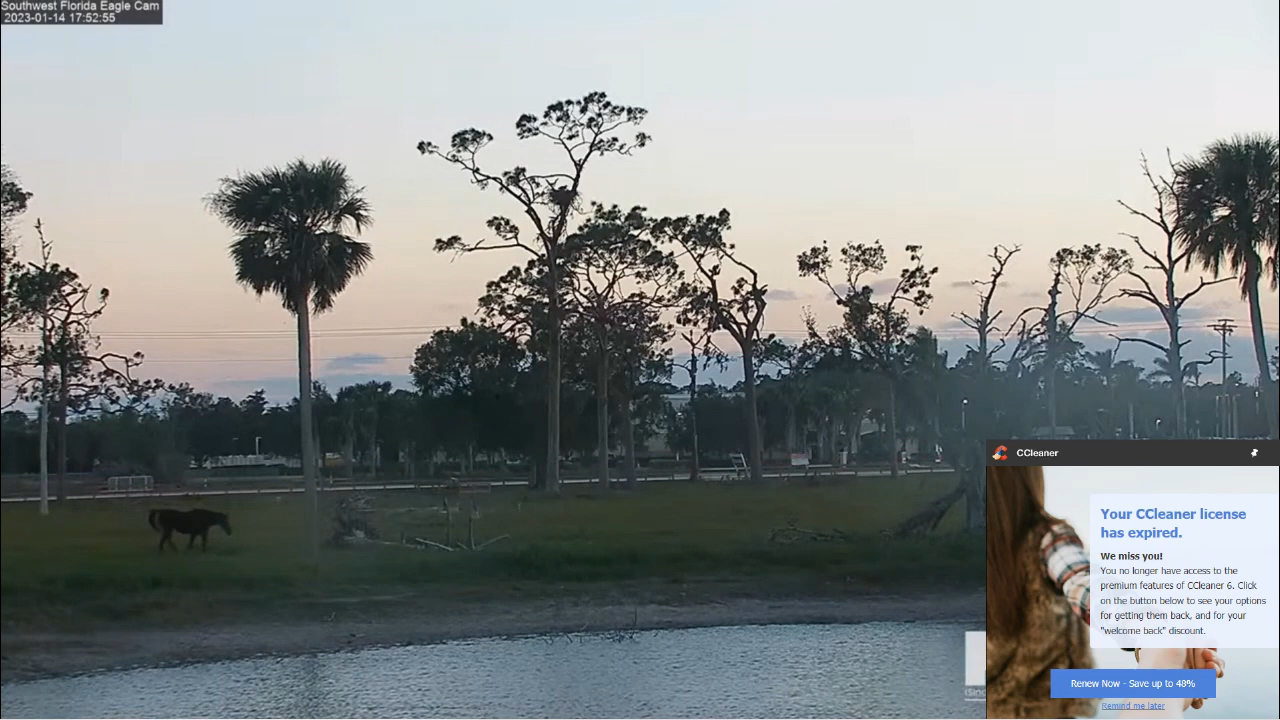 Southwest Florida Eagle Cam
2023-01-14 17:52:55
CCleaner
Your CCleaner license
has expired.
We miss you!
You no longer have access to the
premium features of CCleaner 6. Click
on the button below to see your options
for getting them back, and for your
"welcome back" discount.
Renew Now - Save up to 48%
Remind me later